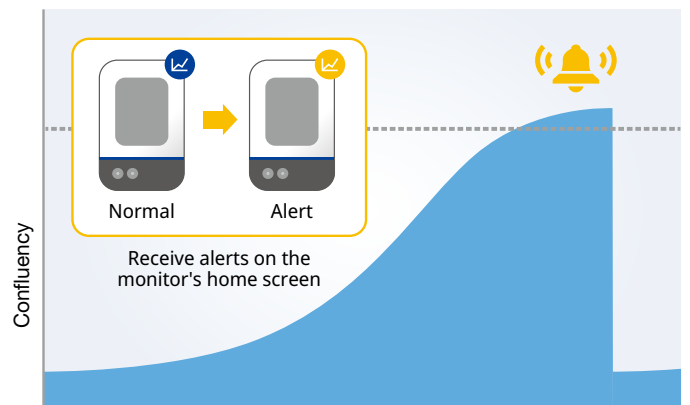 Normal
Alert
Receive alerts on the
monitor's home screen
Confluency